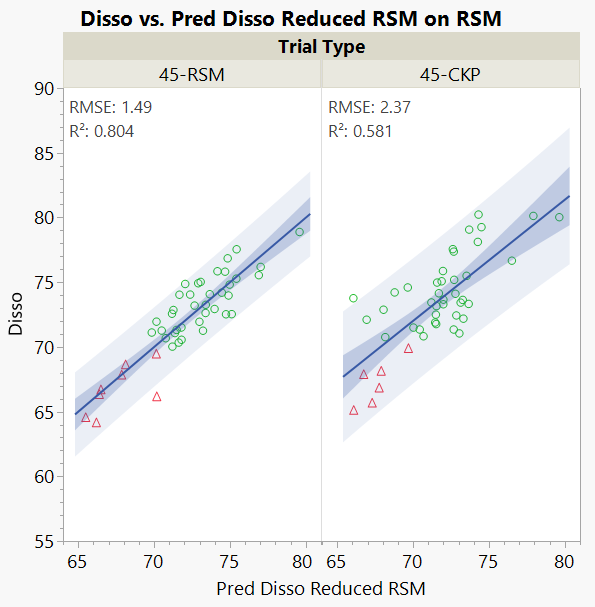 Disso vs. Pred Disso Reduced RSM on RSM
Trial Type
45-RSM 45-CKP
RMSE: 1.49 RMSE: 2.37
R²: 0.804 R²: 0.581
90
85
80
75
70
65
60
55
Disso
65 70 75 80 65 70 75 80
Pred Disso Reduced RSM